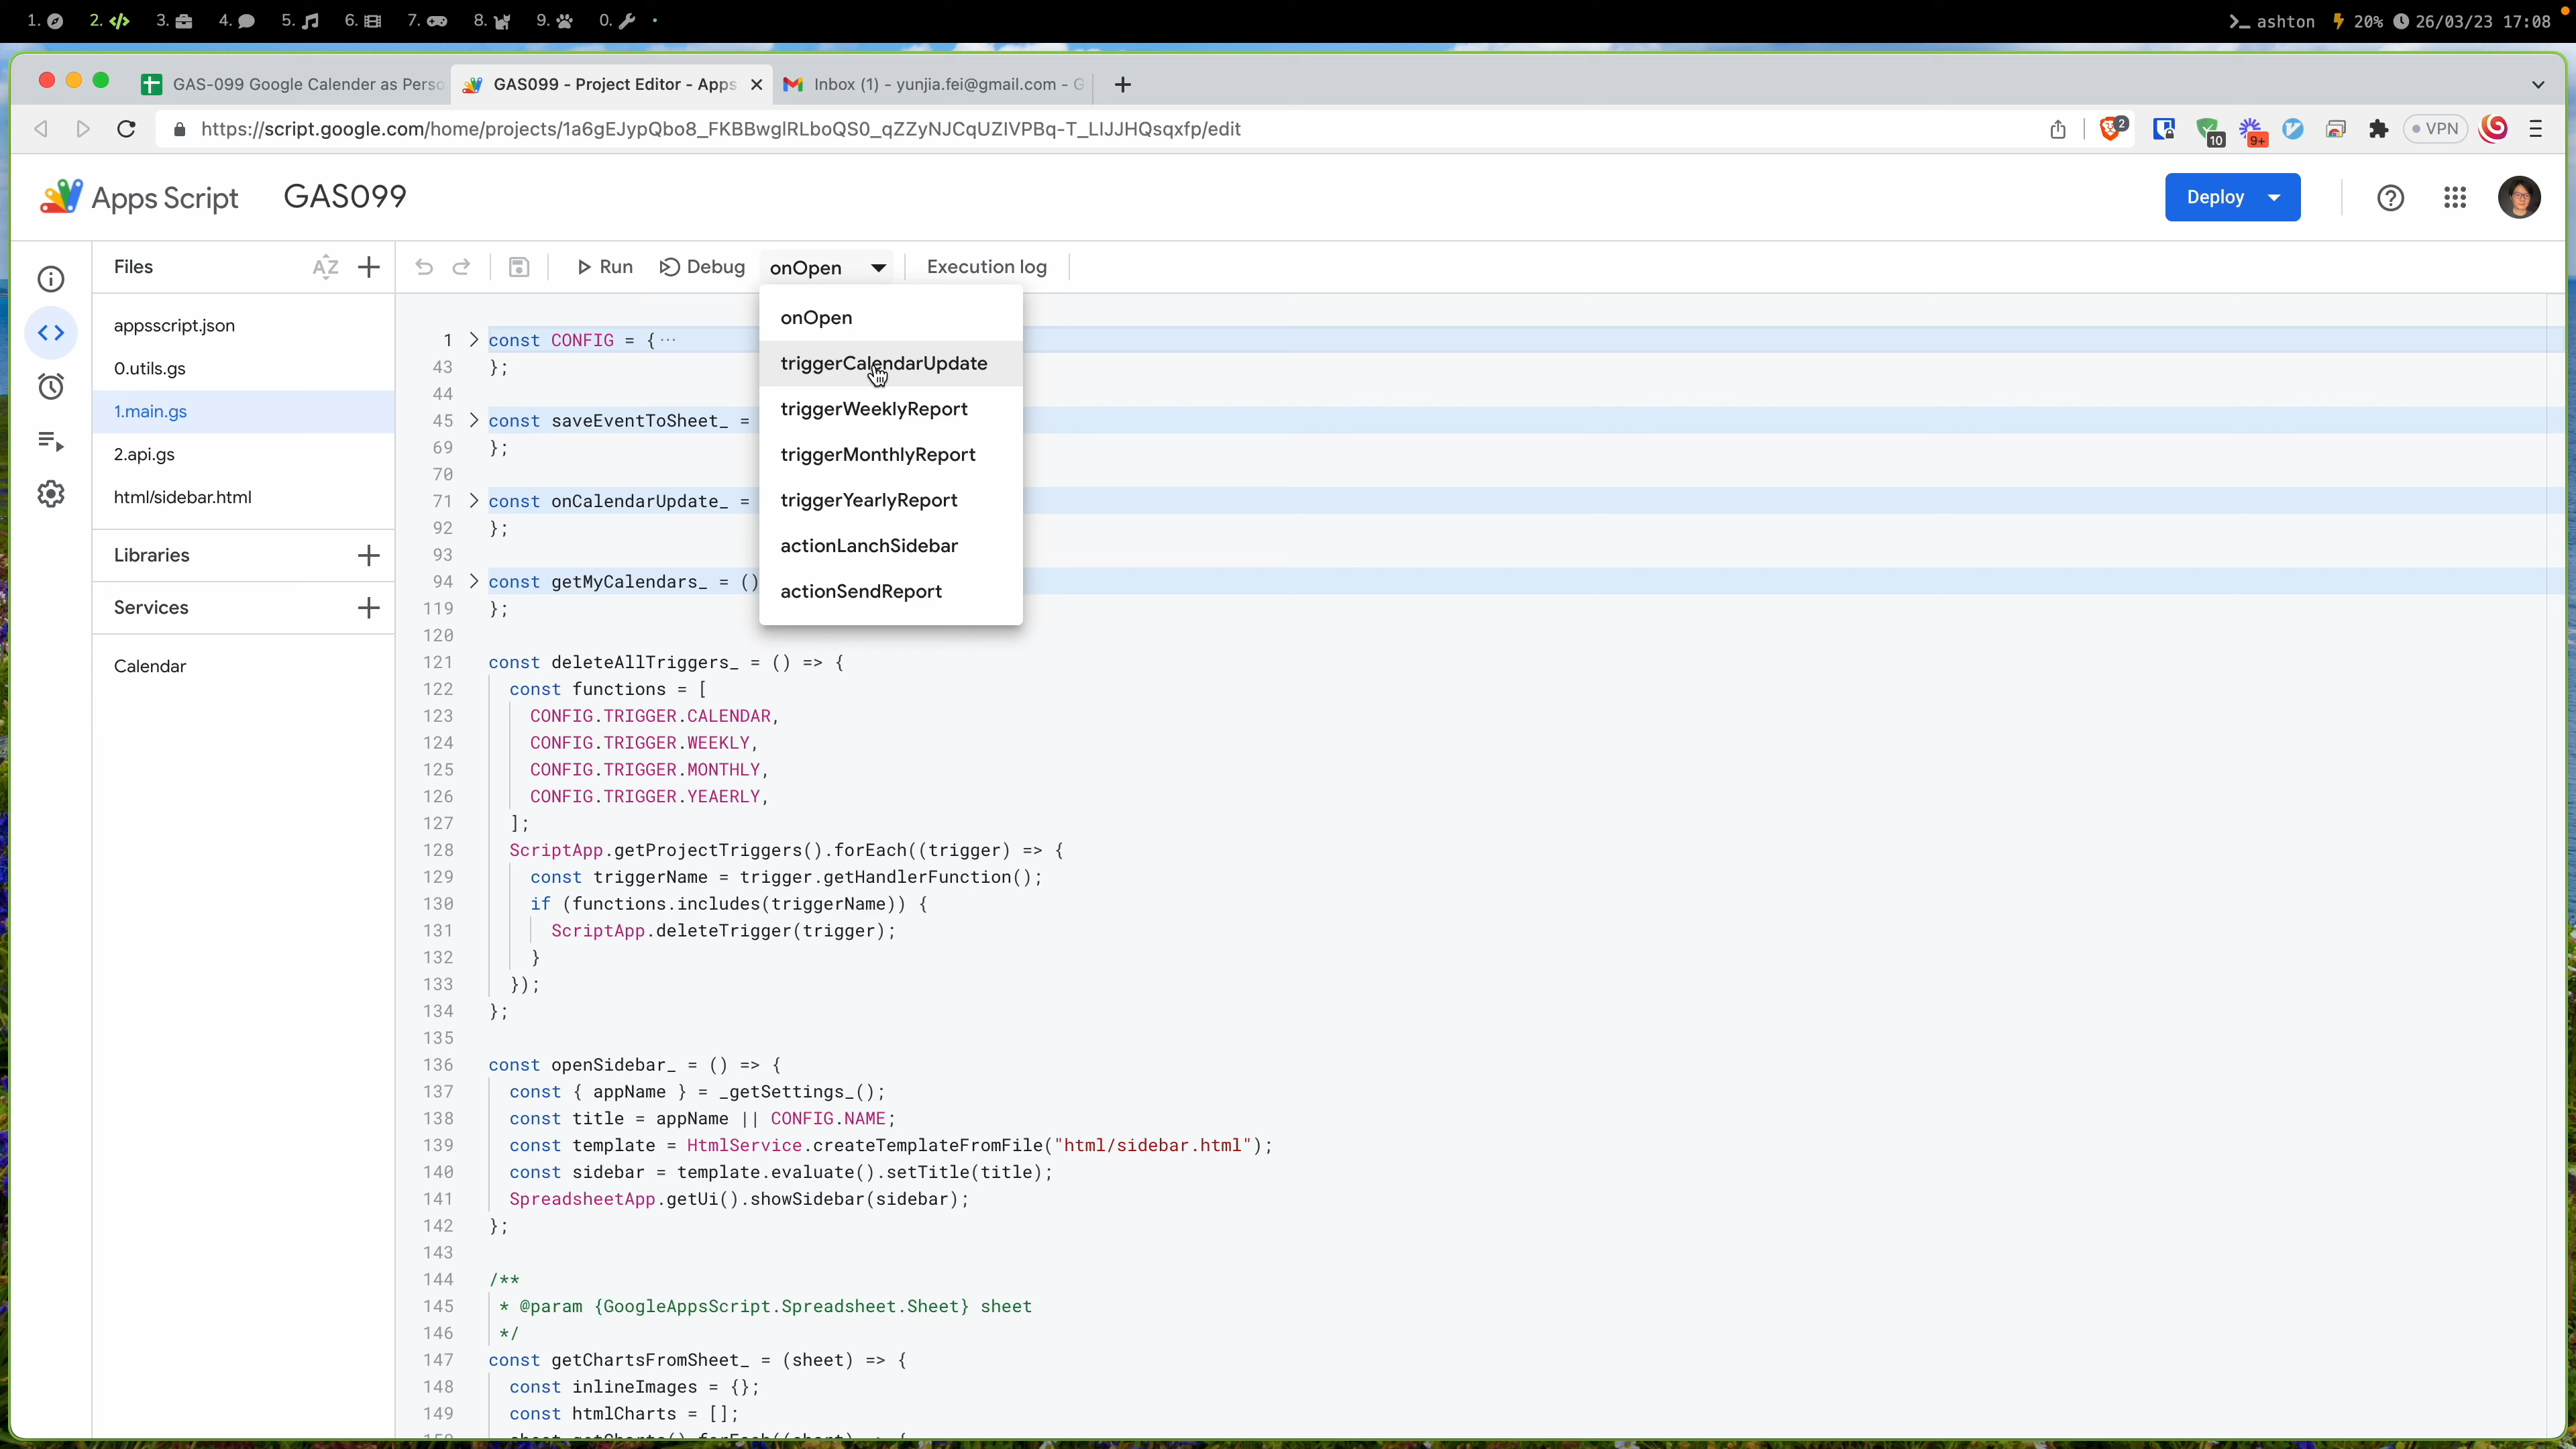 1. 2. 3. 4. 5. 6. 7. 8. 9. 0. ashton 20% 26/03/23 17:08
GAS-099 Google Calender as Perso GAS099 - Project Editor - Apps Inbox (1) - yunjia.fei@gmail.com - G
https://script.google.com/home/projects/1a6gEJypQbo8_FKBBwglRLboQS0_qZZyNJCqUZIVPBq-T_LIJJHQsqxfp/edit 2 10 9+ VPN
Apps Script GAS099 Deploy
Files AZ Run Debug onOpen Execution log
appsscript.json
0.utils.gs
1.main.gs
2.api.gs
html/sidebar.html
Libraries
Services
Calendar
onOpen
triggerCalendarUpdate
triggerWeeklyReport
triggerMonthlyReport
triggerYearlyReport
actionLanchSidebar
actionSendReport
1 const CONFIG = {···
43 };
44
45 const saveEventToSheet_ =
69 };
70
71 const onCalendarUpdate_ =
92 };
93
94 const getMyCalendars_ = ()
119 };
120
121 const deleteAllTriggers_ = () => {
122 const functions = [
123 CONFIG.TRIGGER.CALENDAR,
124 CONFIG.TRIGGER.WEEKLY,
125 CONFIG.TRIGGER.MONTHLY,
126 CONFIG.TRIGGER.YEAERLY,
127 ];
128 ScriptApp.getProjectTriggers().forEach((trigger) => {
129 const triggerName = trigger.getHandlerFunction();
130 if (functions.includes(triggerName)) {
131 ScriptApp.deleteTrigger(trigger);
132 }
133 });
134 };
135
136 const openSidebar_ = () => {
137 const { appName } = _getSettings_();
138 const title = appName || CONFIG.NAME;
139 const template = HtmlService.createTemplateFromFile("html/sidebar.html");
140 const sidebar = template.evaluate().setTitle(title);
141 SpreadsheetApp.getUi().showSidebar(sidebar);
142 };
143
144 /**
145 * @param {GoogleAppsScript.Spreadsheet.Sheet} sheet
146 */
147 const getChartsFromSheet_ = (sheet) => {
148 const inlineImages = {};
149 const htmlCharts = [];